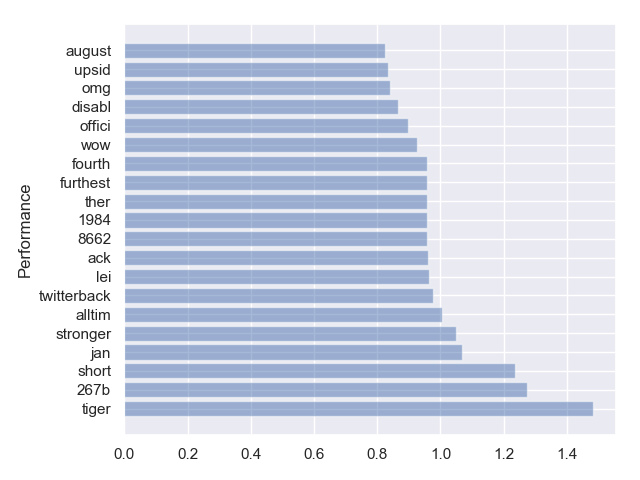 august
upsid
omg
disabl
offici
wow
fourth
furthest
ther
1984
8662
ack
lei
twitterback
alltim
stronger
jan
short
267b
tiger
Performance
0.0 0.2 0.4 0.6 0.8 1.0 1.2 1.4